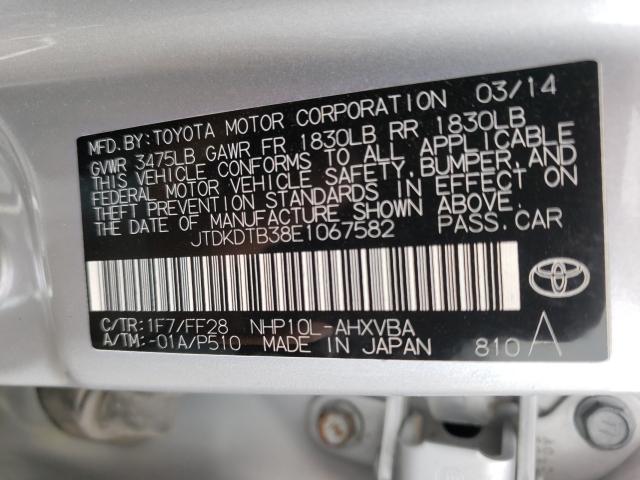 MFD.BY:TOYOTA MOTOR CORPORATION 03/14
GVWR 3475LB GAWR FR 1830LB RR 1830LB
THIS VEHICLE CONFORMS TO ALL APPLICABLE
FEDERAL MOTOR VEHICLE SAFETY,BUMPER,AND
THEFT PREVENTION STANDARDS IN EFFECT ON
THE DATE OF MANUFACTURE SHOWN ABOVE.
JTDKDTB38E1067582 PASS.CAR
C/TR:1F7/FF28 NHP10L-AHXVBA
A/TM:-01A/P510 MADE IN JAPAN 810 A